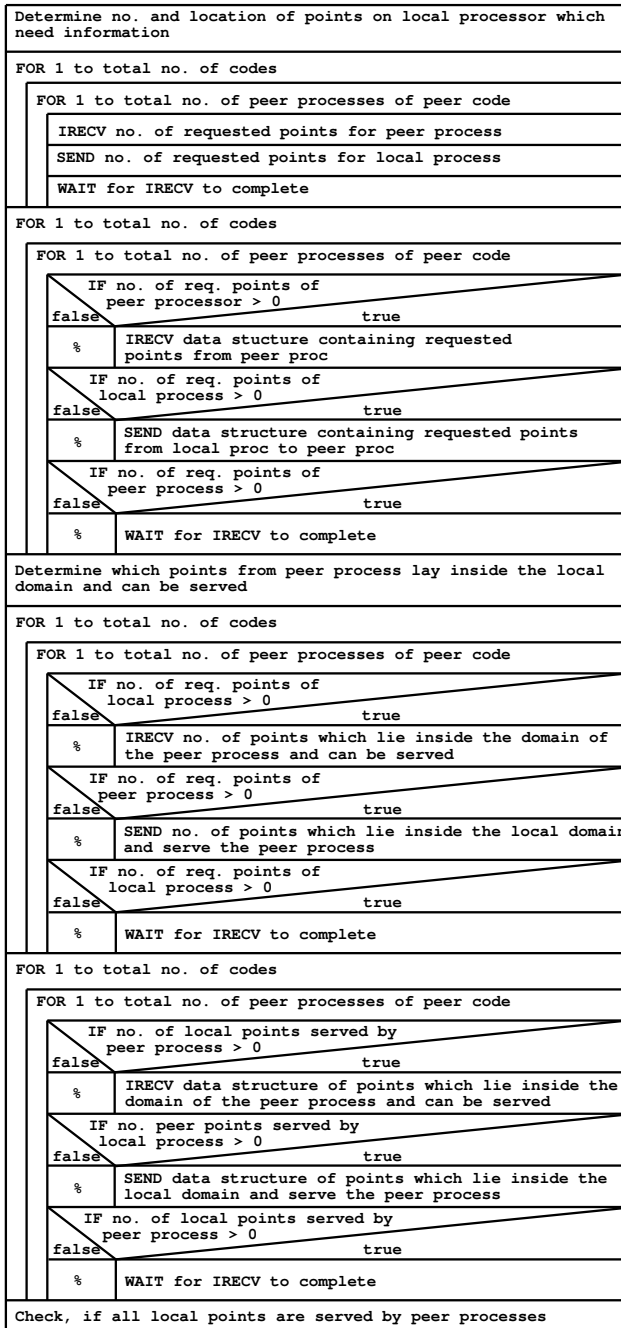 Determine no. and location of points on local processor which
need information
FOR 1 to total no. of codes
FOR 1 to total no. of peer processes of peer code
IRECV no. of requested points for peer process
SEND no. of requested points for local process
WAIT for IRECV to complete
FOR 1 to total no. of codes
FOR 1 to total no. of peer processes of peer code
IF no. of req. points of
peer processor > 0
false true
% IRECV data stucture containing requested
points from peer proc
IF no. of req. points of
local process > 0
false true
% SEND data structure containing requested points
from local proc to peer proc
IF no. of req. points of
peer process > 0
false true
% WAIT for IRECV to complete
Determine which points from peer process lay inside the local
domain and can be served
FOR 1 to total no. of codes
FOR 1 to total no. of peer processes of peer code
IF no. of req. points of
local process > 0
false true
% IRECV no. of points which lie inside the domain of
the peer process and can be served
IF no. of req. points of
peer process > 0
false true
% SEND no. of points which lie inside the local domain
and serve the peer process
IF no. of req. points of
local process > 0
false true
% WAIT for IRECV to complete
FOR 1 to total no. of codes
FOR 1 to total no. of peer processes of peer code
IF no. of local points served by
peer process > 0
false true
% IRECV data structure of points which lie inside the
domain of the peer process and can be served
IF no. peer points served by
local process > 0
false true
% SEND data structure of points which lie inside the
local domain and serve the peer process
IF no. of local points served by
peer process > 0
false true
% WAIT for IRECV to complete
Check, if all local points are served by peer processes